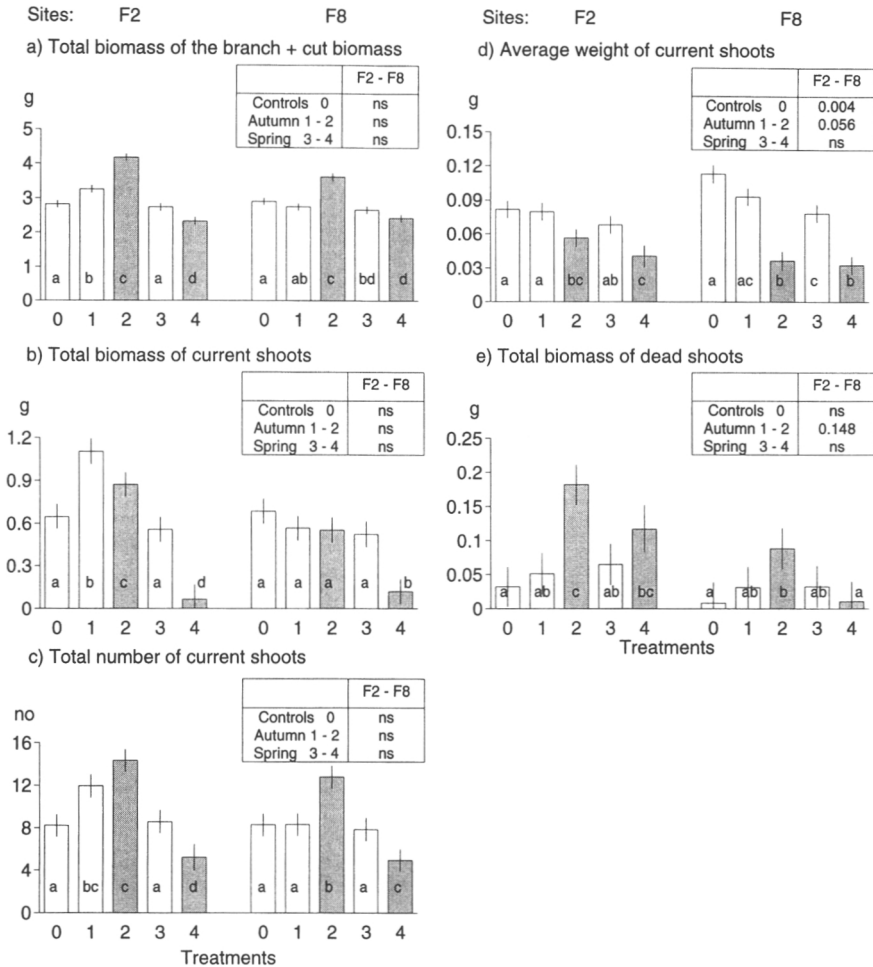 Sites: F2 F8
a) Total biomass of the branch + cut biomass
F2 - F8
Controls 0 ns
Autumn 1 - 2 ns
Spring 3 - 4 ns
g
5
4
3
2
1
0
a b c a d a ab c bd d
0 1 2 3 4 0 1 2 3 4
b) Total biomass of current shoots
F2 - F8
Controls 0 ns
Autumn 1 - 2 ns
Spring 3 - 4 ns
g
1.2
0.9
0.6
0.3
0
a b c a d a a a a b
0 1 2 3 4 0 1 2 3 4
c) Total number of current shoots
F2 - F8
Controls 0 ns
Autumn 1 - 2 ns
Spring 3 - 4 ns
no
16
12
8
4
0
a bc c a d a a b a c
0 1 2 3 4 0 1 2 3 4
Treatments
Sites: F2 F8
d) Average weight of current shoots
F2 - F8
Controls 0 0.004
Autumn 1 - 2 0.056
Spring 3 - 4 ns
g
0.15
0.12
0.09
0.06
0.03
0
a a bc ab c a ac b c b
0 1 2 3 4 0 1 2 3 4
e) Total biomass of dead shoots
F2 - F8
Controls 0 ns
Autumn 1 - 2 0.148
Spring 3 - 4 ns
g
0.25
0.2
0.15
0.1
0.05
0
a ab c ab bc a ab b ab a
0 1 2 3 4 0 1 2 3 4
Treatments